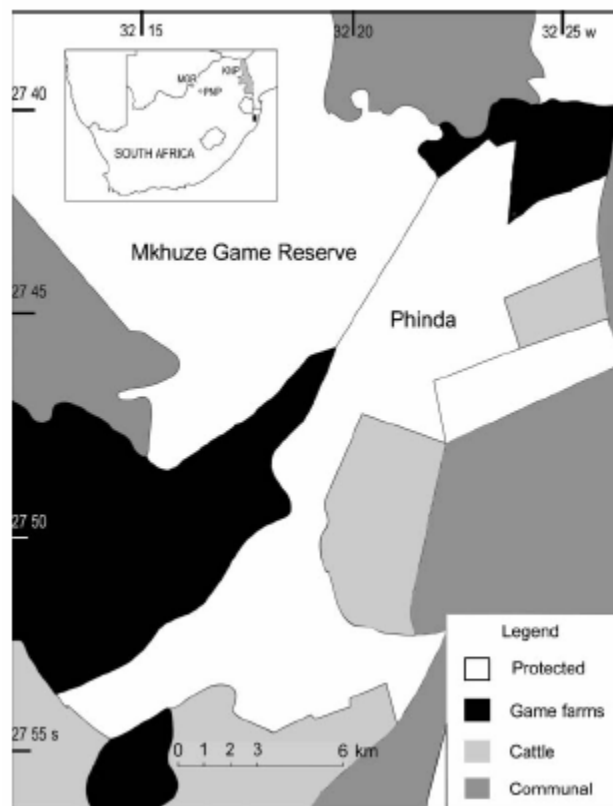 32 15
32 20
32 25 w
27 40
27 45
27 50
27 55 s
MGR
KNP
PNP
SOUTH AFRICA
Mkhuze Game Reserve
Phinda
0 1 2 3 6 km
Legend
Protected
Game farms
Cattle
Communal